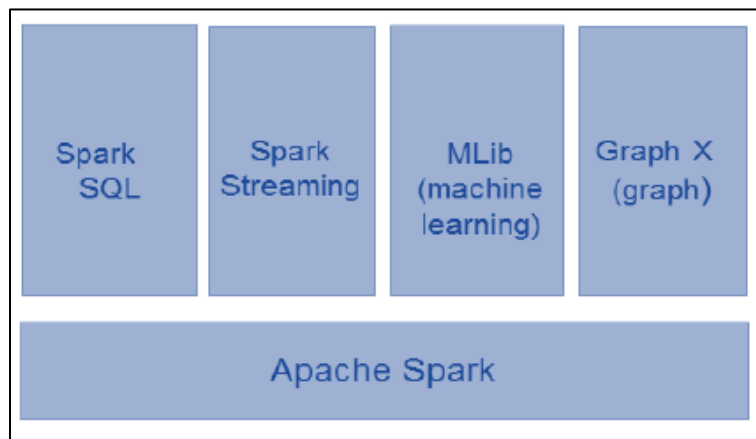 Spark
SQL
Spark
Streaming
MLib
(machine
learning)
Graph X
(graph)
Apache Spark